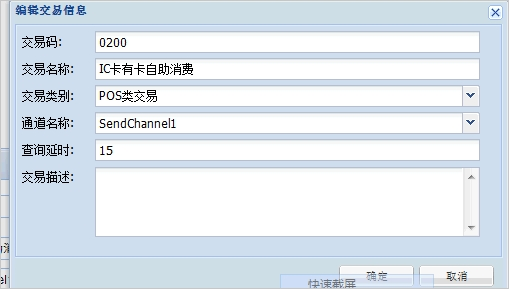 编辑交易信息
交易码: 0200
交易名称: IC卡有卡自助消费
交易类别: POS类交易
通道名称: SendChannel1
查询延时: 15
交易描述:
确定 取消
快速截屏